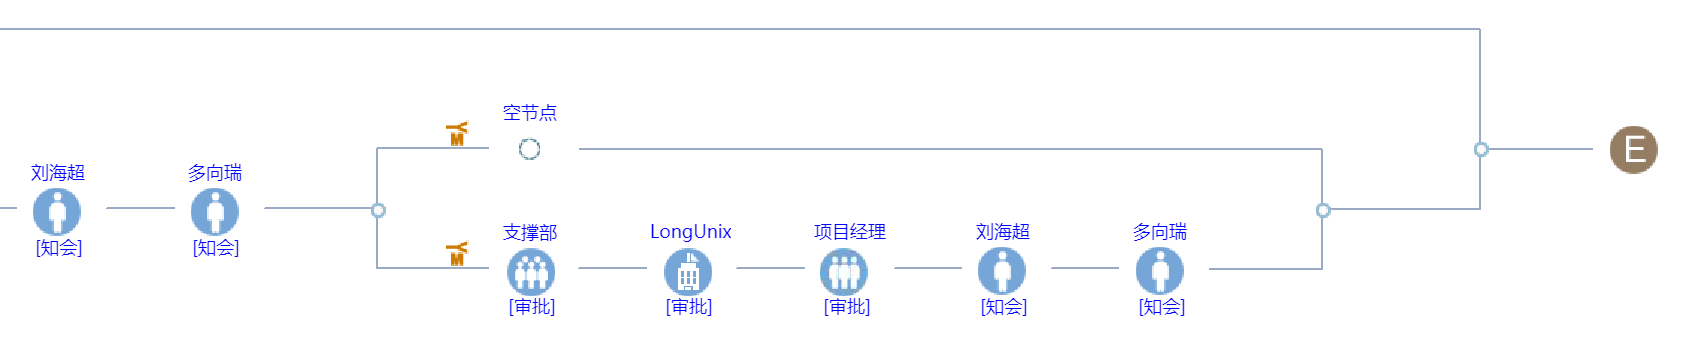 空节点
刘海超
多向瑞
[知会]
[知会]
支撑部
LongUnix
项目经理
刘海超
多向瑞
[审批]
[审批]
[审批]
[知会]
[知会]
E